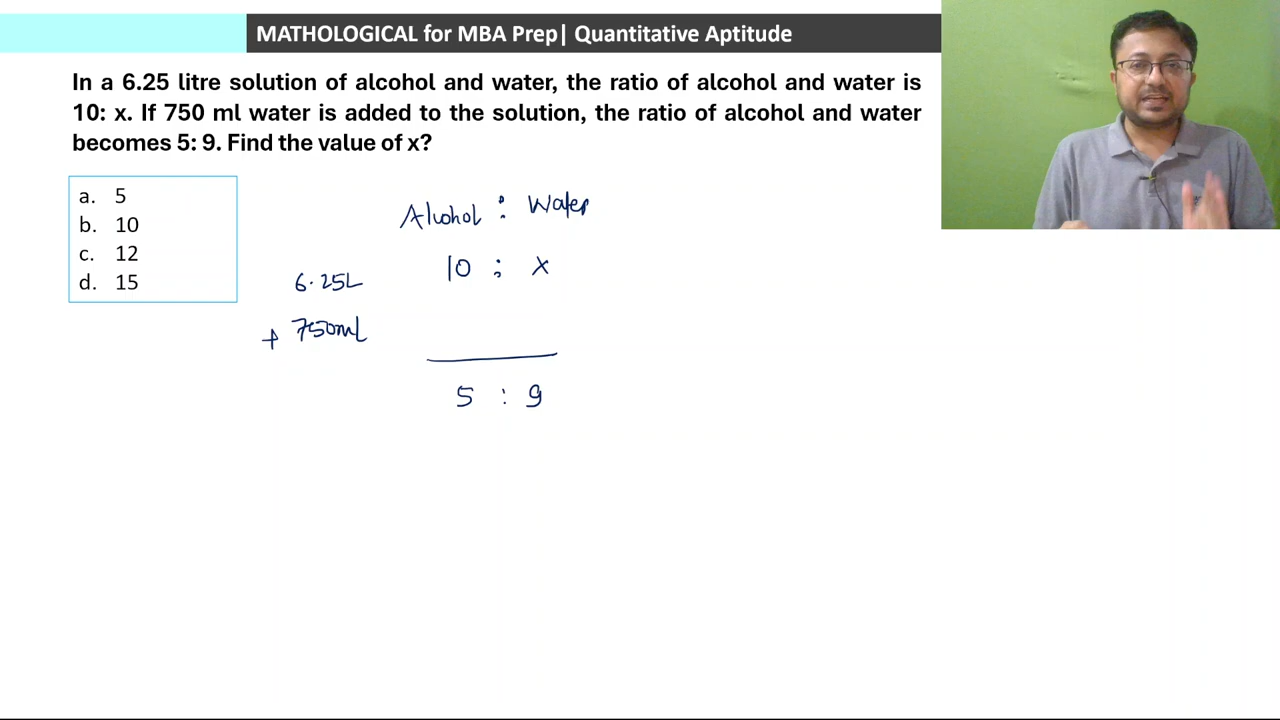 MATHOLOGICAL for MBA Prep| Quantitative Aptitude
In a 6.25 litre solution of alcohol and water, the ratio of alcohol and water is
10: x. If 750 ml water is added to the solution, the ratio of alcohol and water
becomes 5: 9. Find the value of x?
a. 5
b. 10
c. 12
d. 15
Alcohol : Water
10 : x
6.25L
+ 750ml
5 : 9